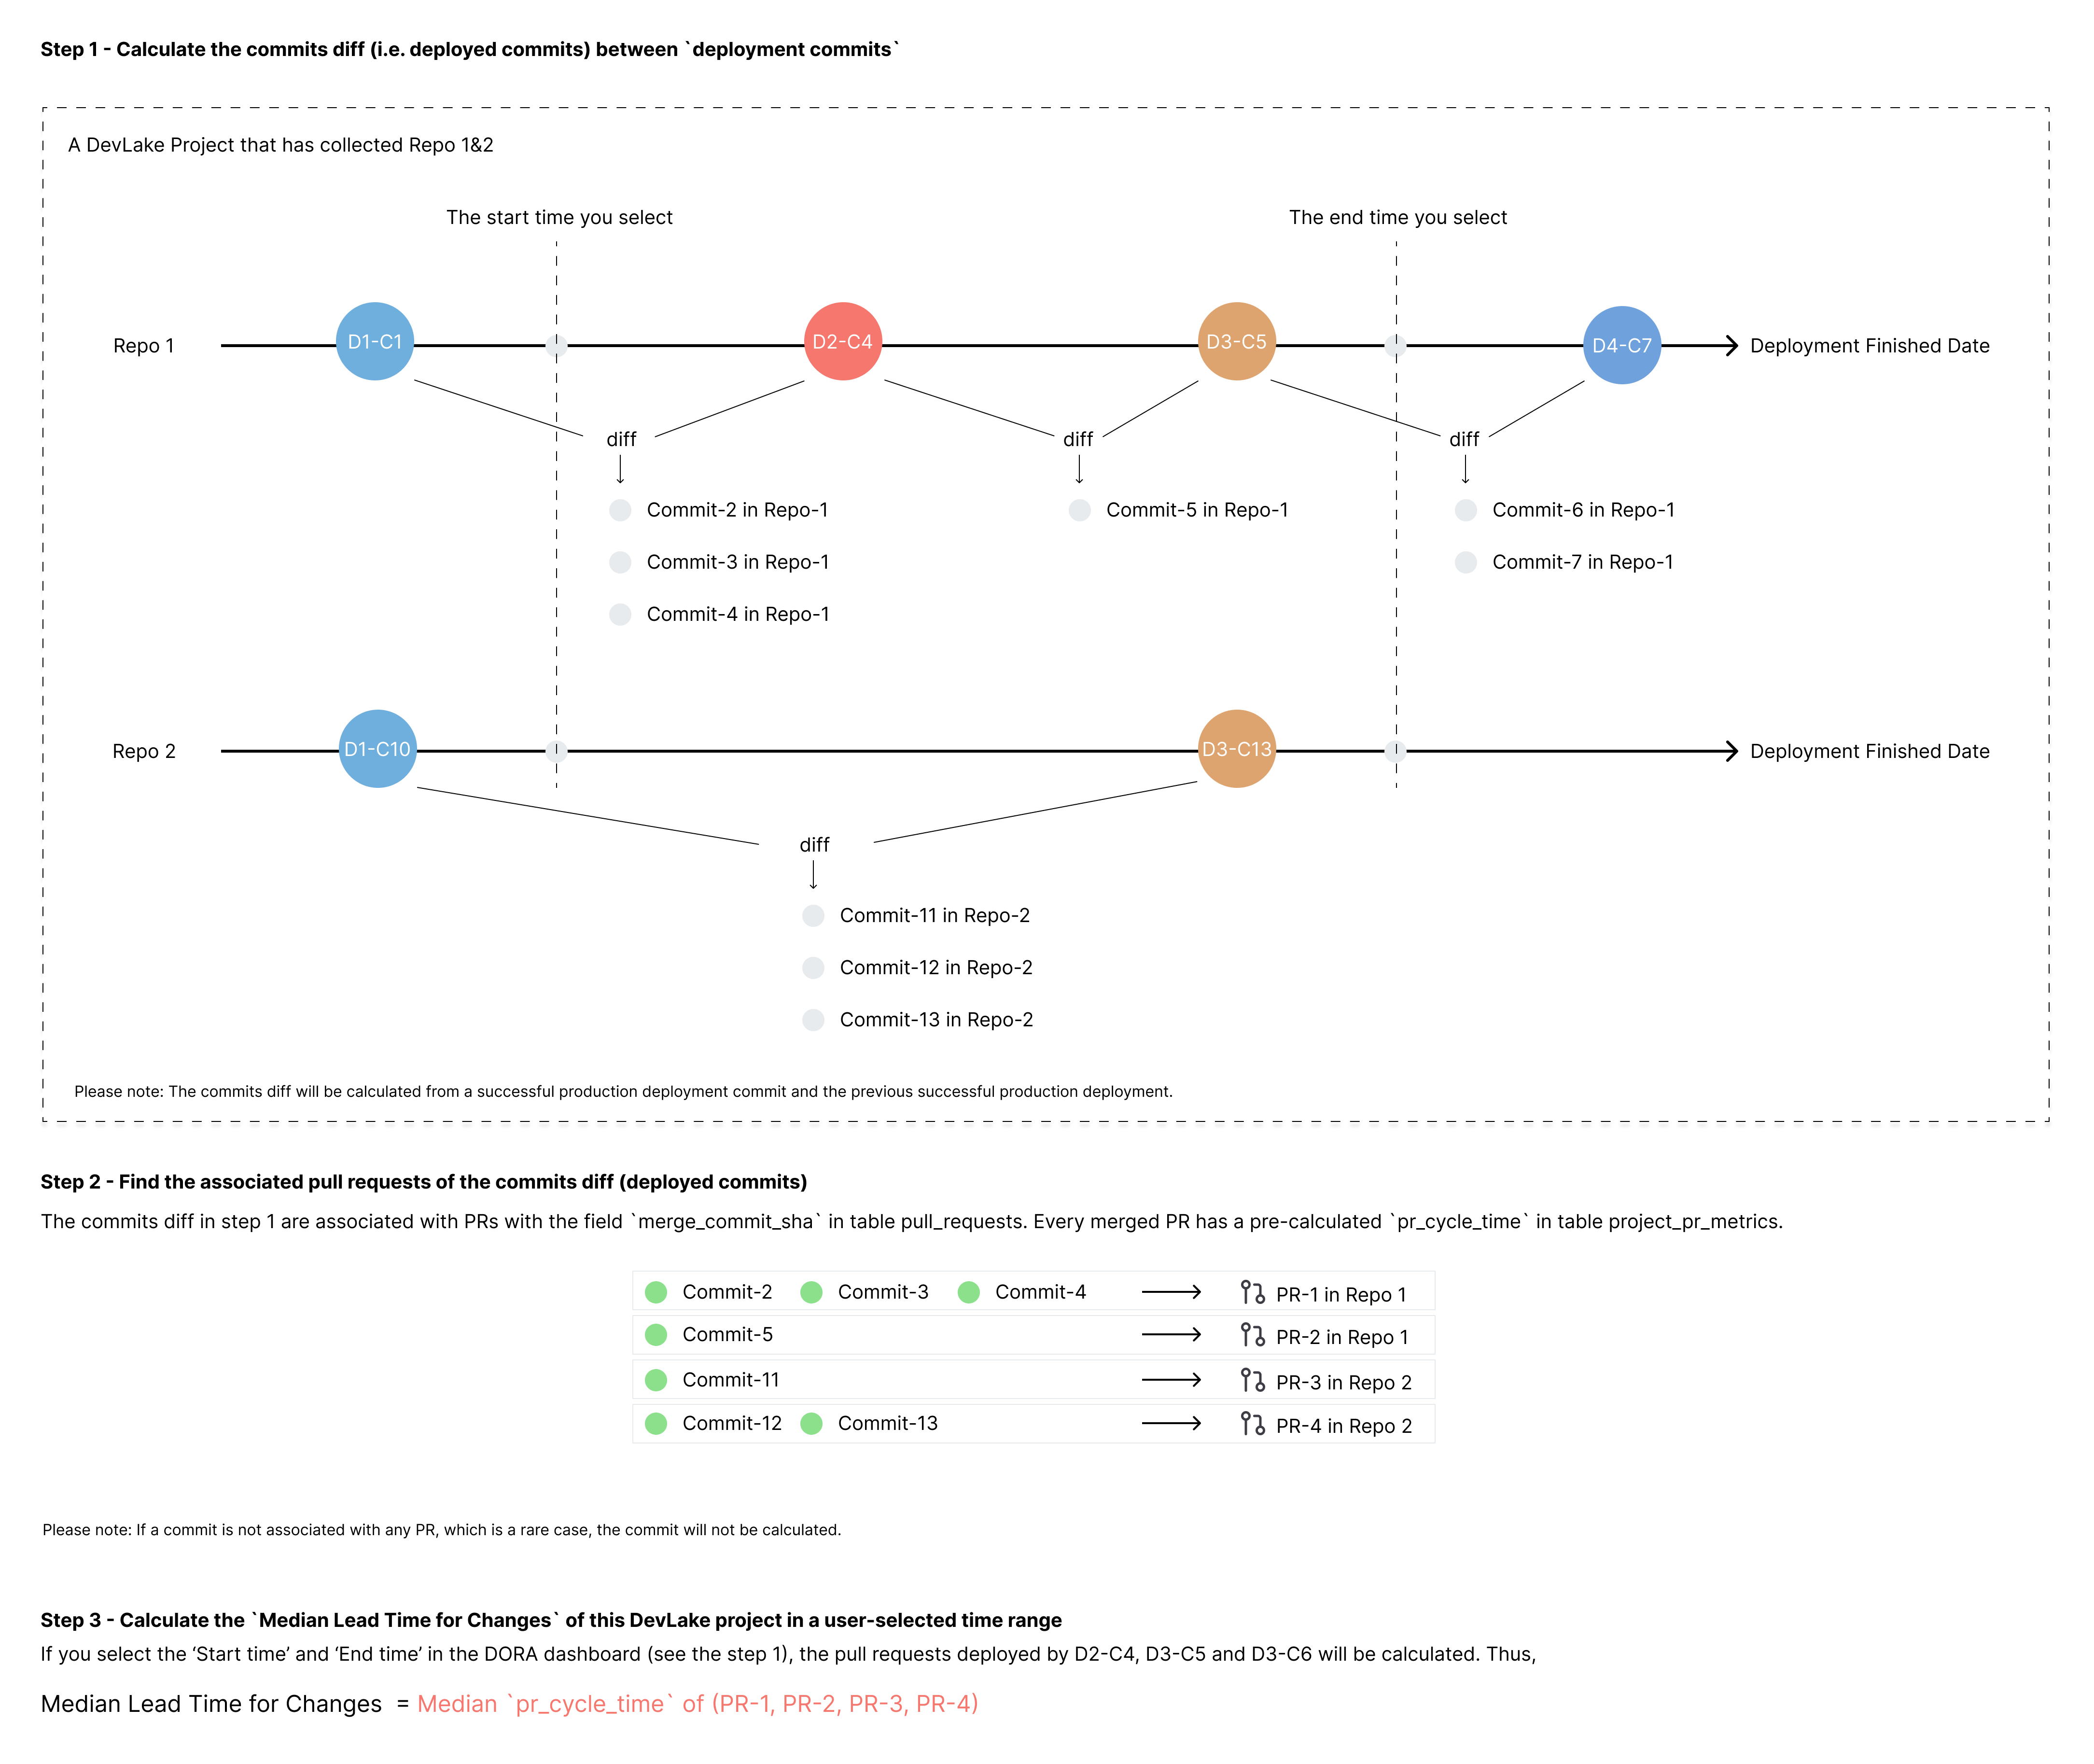 Step 1 - Calculate the commits diff (i.e. deployed commits) between `deployment commits`
A DevLake Project that has collected Repo 1&2
The start time you select
The end time you select
Repo 1
D1-C1
D2-C4
D3-C5
D4-C7
Deployment Finished Date
diff
diff
diff
Commit-2 in Repo-1
Commit-5 in Repo-1
Commit-6 in Repo-1
Commit-3 in Repo-1
Commit-7 in Repo-1
Commit-4 in Repo-1
Repo 2
D1-C10
D3-C13
Deployment Finished Date
diff
Commit-11 in Repo-2
Commit-12 in Repo-2
Commit-13 in Repo-2
Please note: The commits diff will be calculated from a successful production deployment commit and the previous successful production deployment.
Step 2 - Find the associated pull requests of the commits diff (deployed commits)
The commits diff in step 1 are associated with PRs with the field `merge_commit_sha` in table pull_requests. Every merged PR has a pre-calculated `pr_cycle_time` in table project_pr_metrics.
Commit-2 Commit-3 Commit-4 PR-1 in Repo 1
Commit-5 PR-2 in Repo 1
Commit-11 PR-3 in Repo 2
Commit-12 Commit-13 PR-4 in Repo 2
Please note: If a commit is not associated with any PR, which is a rare case, the commit will not be calculated.
Step 3 - Calculate the `Median Lead Time for Changes` of this DevLake project in a user-selected time range
If you select the ‘Start time’ and ‘End time’ in the DORA dashboard (see the step 1), the pull requests deployed by D2-C4, D3-C5 and D3-C6 will be calculated. Thus,
Median Lead Time for Changes = Median `pr_cycle_time` of (PR-1, PR-2, PR-3, PR-4)